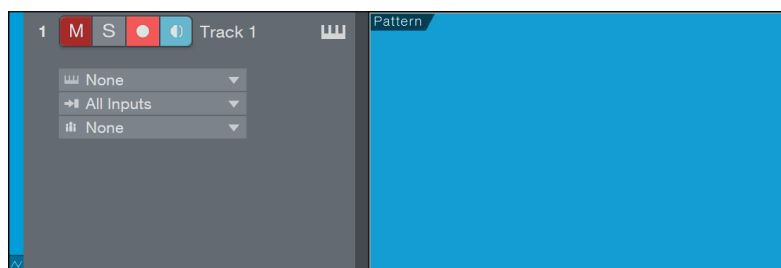 1 M S Track 1
Pattern
None
All Inputs
None